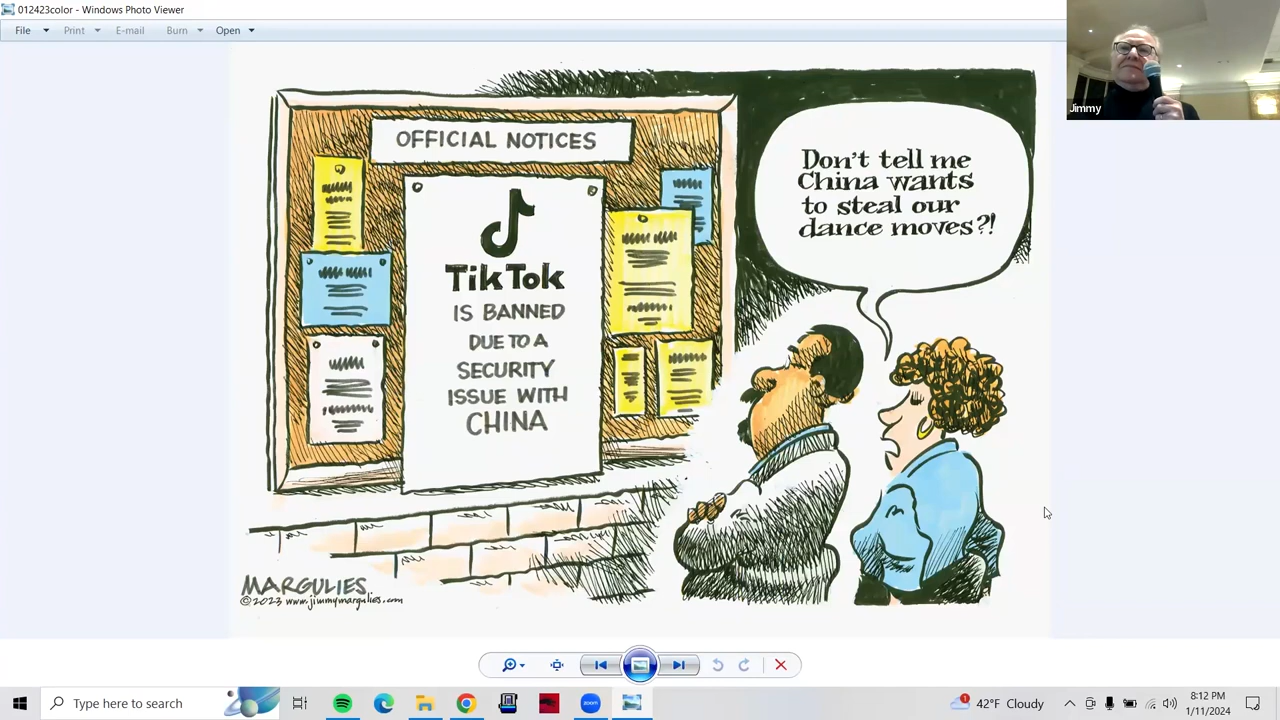 012423color - Windows Photo Viewer
File Print E-mail Burn Open
Jimmy
OFFICIAL NOTICES
TikTok
IS BANNED
DUE TO A
SECURITY
ISSUE WITH
CHINA
Don't tell me
China wants
to steal our
dance moves?!
MARGULIES
©2023 www.jimmymargulies.com
Type here to search
zoom
1
42°F Cloudy
8:12 PM
1/11/2024